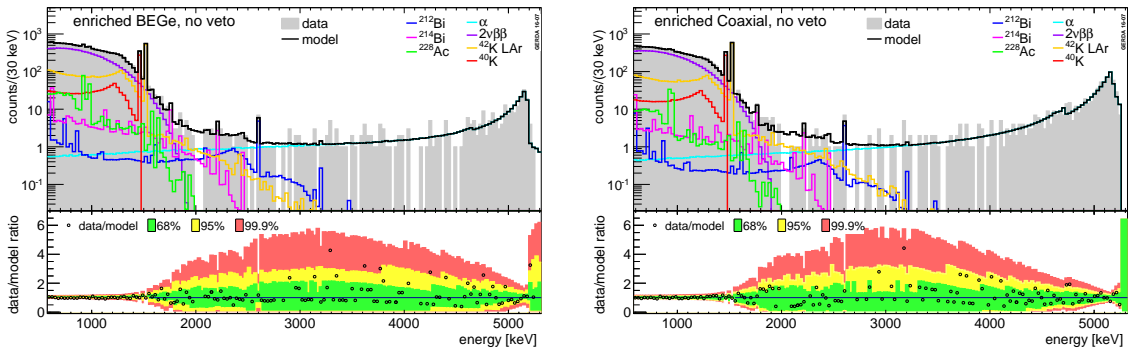 enriched BEGe, no veto
data
model
²¹²Bi
²¹⁴Bi
²²⁸Ac
α
2νββ
⁴²K LAr
⁴⁰K
GERDA 16-07
counts/(30 keV)
10³
10²
10
1
10⁻¹
data/model ratio
data/model 68% 95% 99.9%
6
4
2
0
1000 2000 3000 4000 5000
energy [keV]
enriched Coaxial, no veto
data
model
²¹²Bi
²¹⁴Bi
²²⁸Ac
α
2νββ
⁴²K LAr
⁴⁰K
GERDA 16-07
counts/(30 keV)
10³
10²
10
1
10⁻¹
data/model ratio
data/model 68% 95% 99.9%
6
4
2
0
1000 2000 3000 4000 5000
energy [keV]